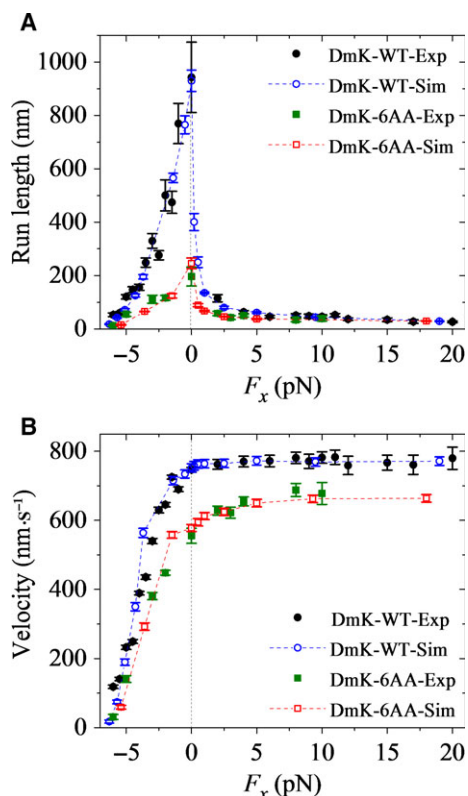 A
Run length (nm)
1000
800
600
400
200
0
DmK-WT-Exp
DmK-WT-Sim
DmK-6AA-Exp
DmK-6AA-Sim
−5 0 5 10 15 20
Fx (pN)
B
Velocity (nm·s⁻¹)
800
600
400
200
0
DmK-WT-Exp
DmK-WT-Sim
DmK-6AA-Exp
DmK-6AA-Sim
−5 0 5 10 15 20
Fx (pN)